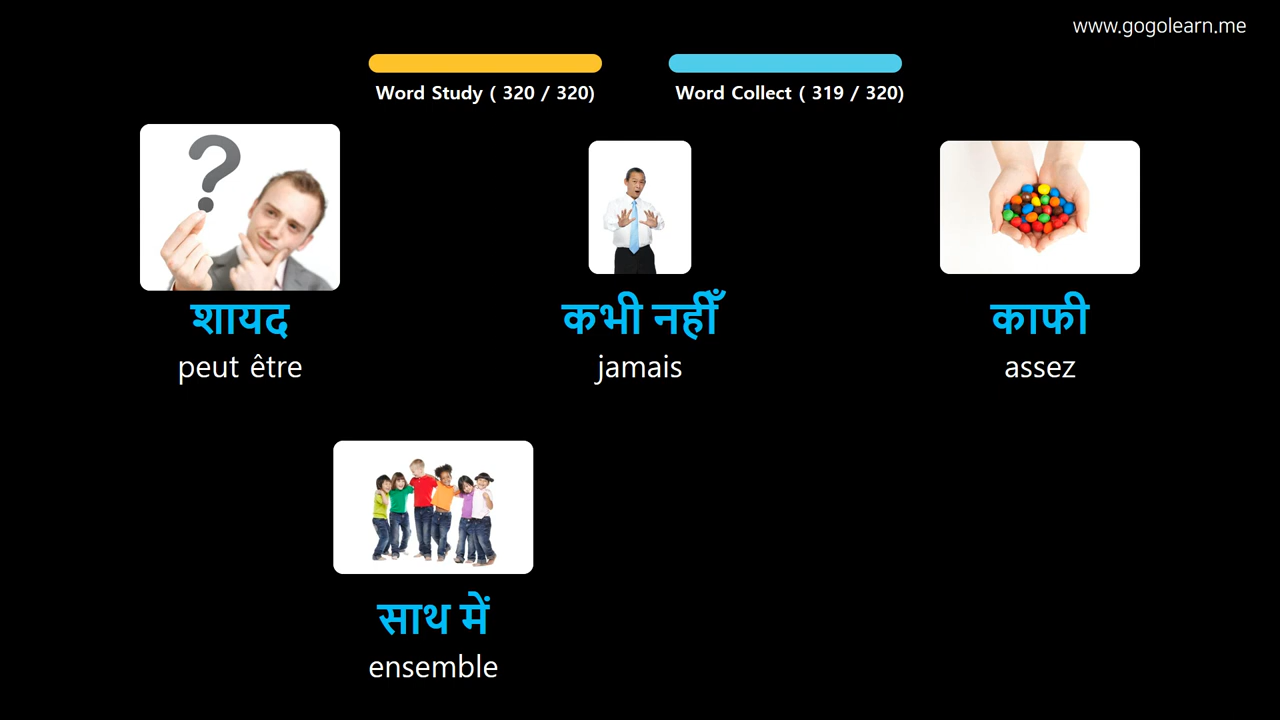 www.gogolearn.me
Word Study ( 320 / 320)
Word Collect ( 319 / 320)
शायद
peut être
कभी नहीँ
jamais
काफी
assez
साथ में
ensemble